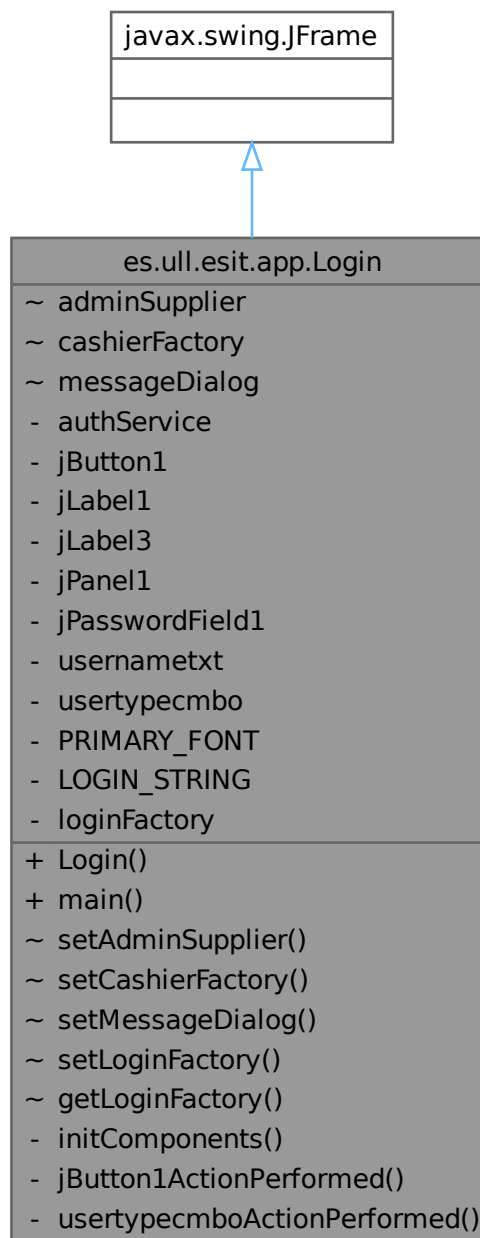 javax.swing.JFrame
es.ull.esit.app.Login
~ adminSupplier
~ cashierFactory
~ messageDialog
- authService
- jButton1
- jLabel1
- jLabel3
- jPanel1
- jPasswordField1
- usernametxt
- usertypecmbo
- PRIMARY_FONT
- LOGIN_STRING
- loginFactory
+ Login()
+ main()
~ setAdminSupplier()
~ setCashierFactory()
~ setMessageDialog()
~ setLoginFactory()
~ getLoginFactory()
- initComponents()
- jButton1ActionPerformed()
- usertypecmboActionPerformed()